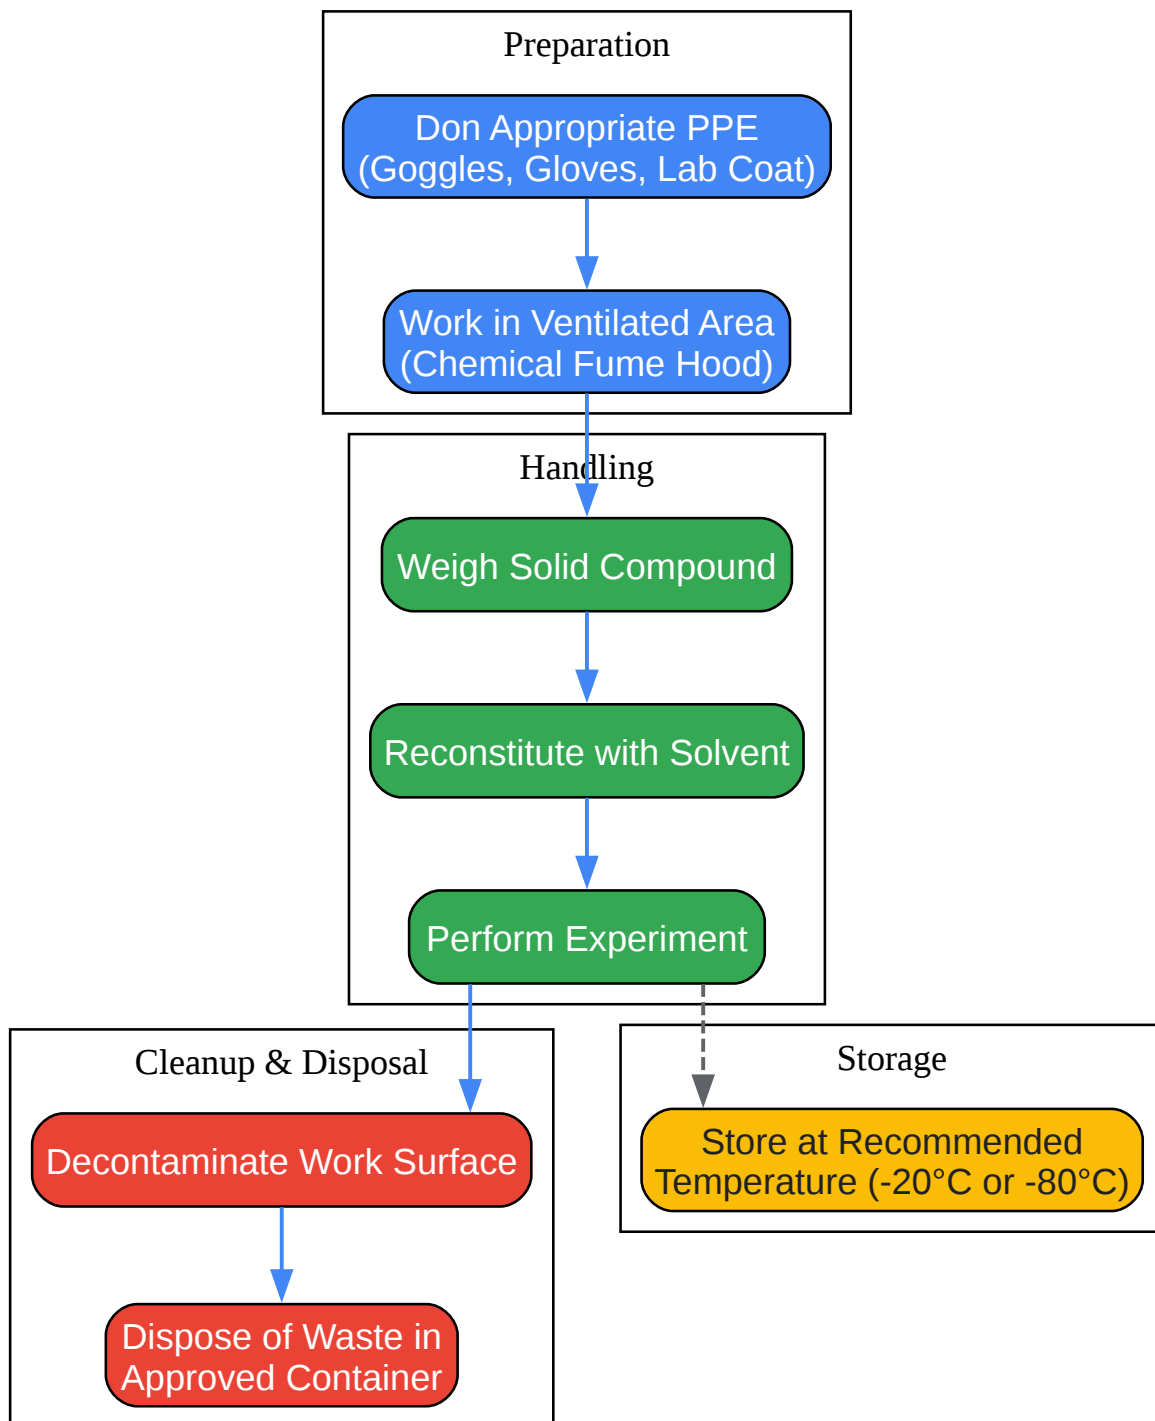 Preparation
Don Appropriate PPE
(Goggles, Gloves, Lab Coat)
Work in Ventilated Area
(Chemical Fume Hood)
Handling
Weigh Solid Compound
Reconstitute with Solvent
Perform Experiment
Cleanup & Disposal
Decontaminate Work Surface
Dispose of Waste in
Approved Container
Storage
Store at Recommended
Temperature (-20°C or -80°C)